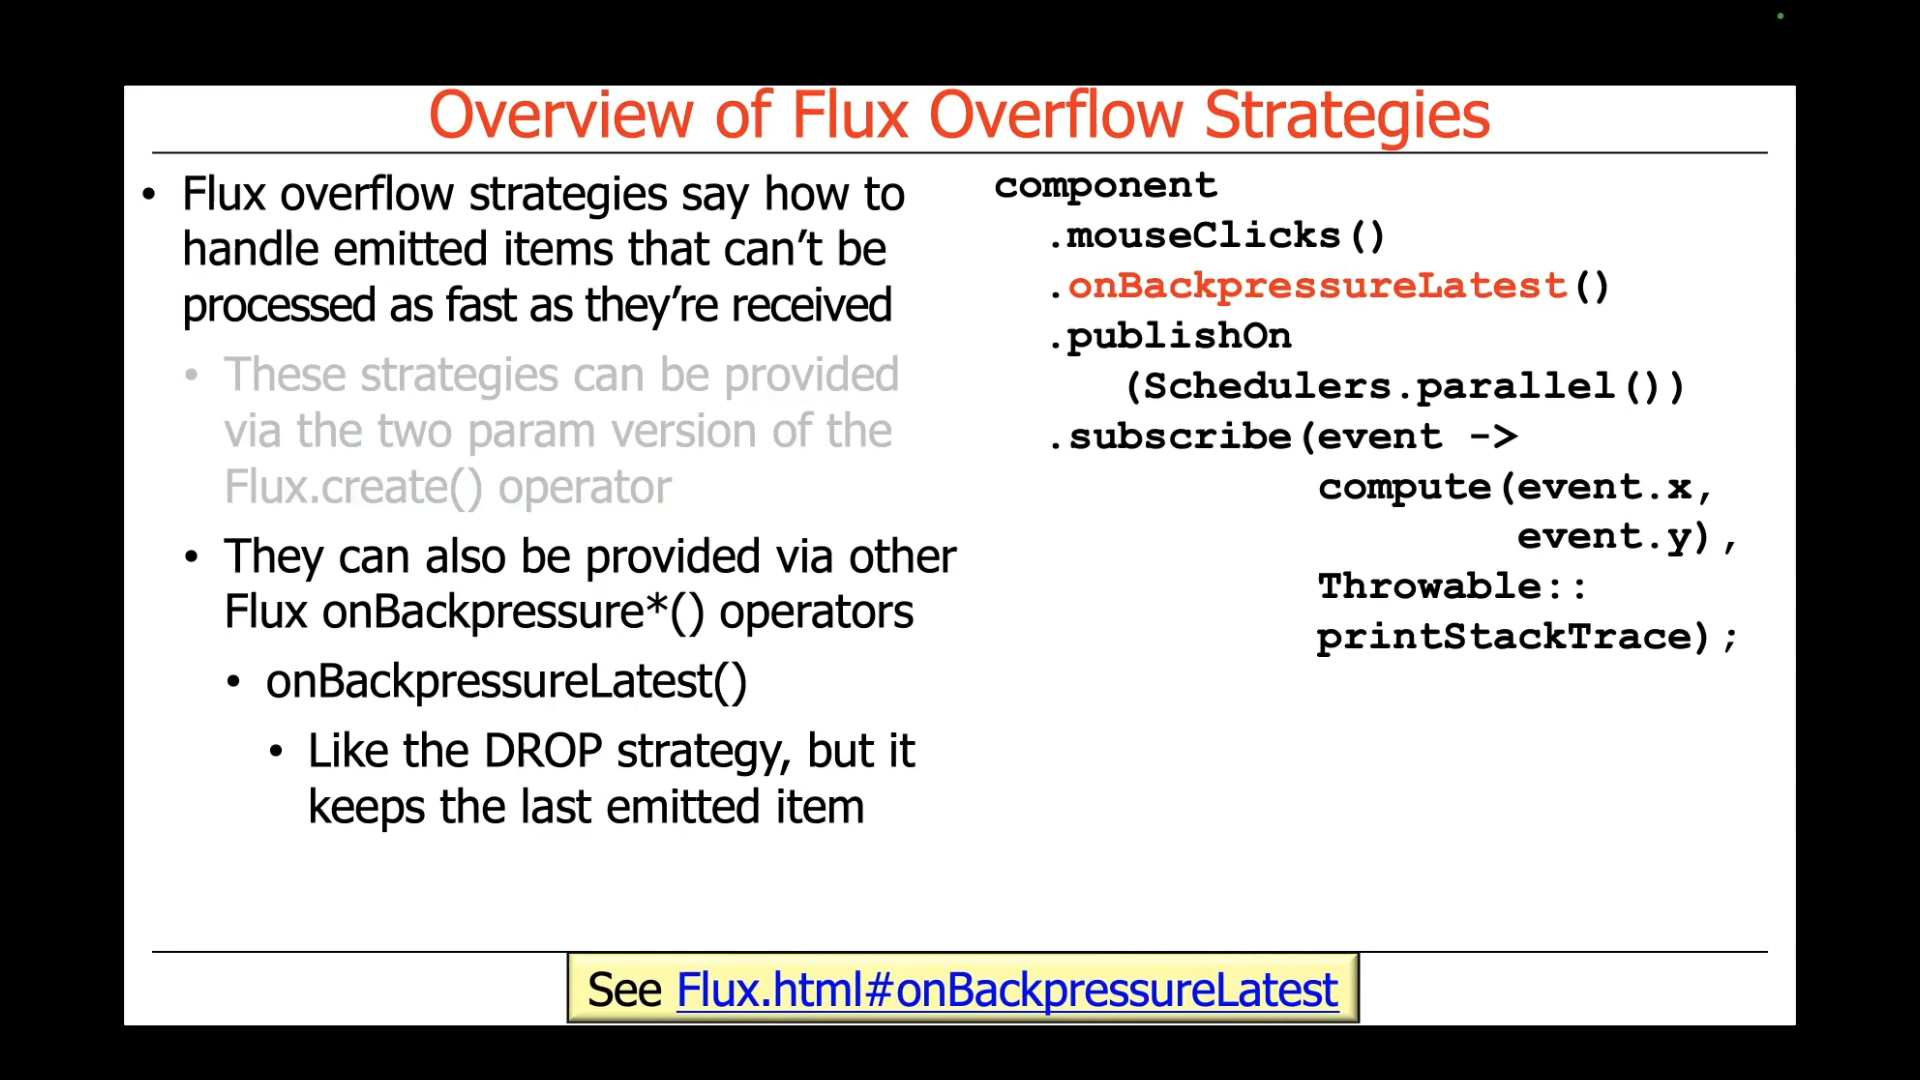 Overview of Flux Overflow Strategies
• Flux overflow strategies say how to
handle emitted items that can’t be
processed as fast as they’re received
• These strategies can be provided
via the two param version of the
Flux.create() operator
• They can also be provided via other
Flux onBackpressure*() operators
• onBackpressureLatest()
• Like the DROP strategy, but it
keeps the last emitted item
component
.mouseClicks()
.onBackpressureLatest()
.publishOn
(Schedulers.parallel())
.subscribe(event ->
compute(event.x,
event.y),
Throwable::
printStackTrace);
See Flux.html#onBackpressureLatest